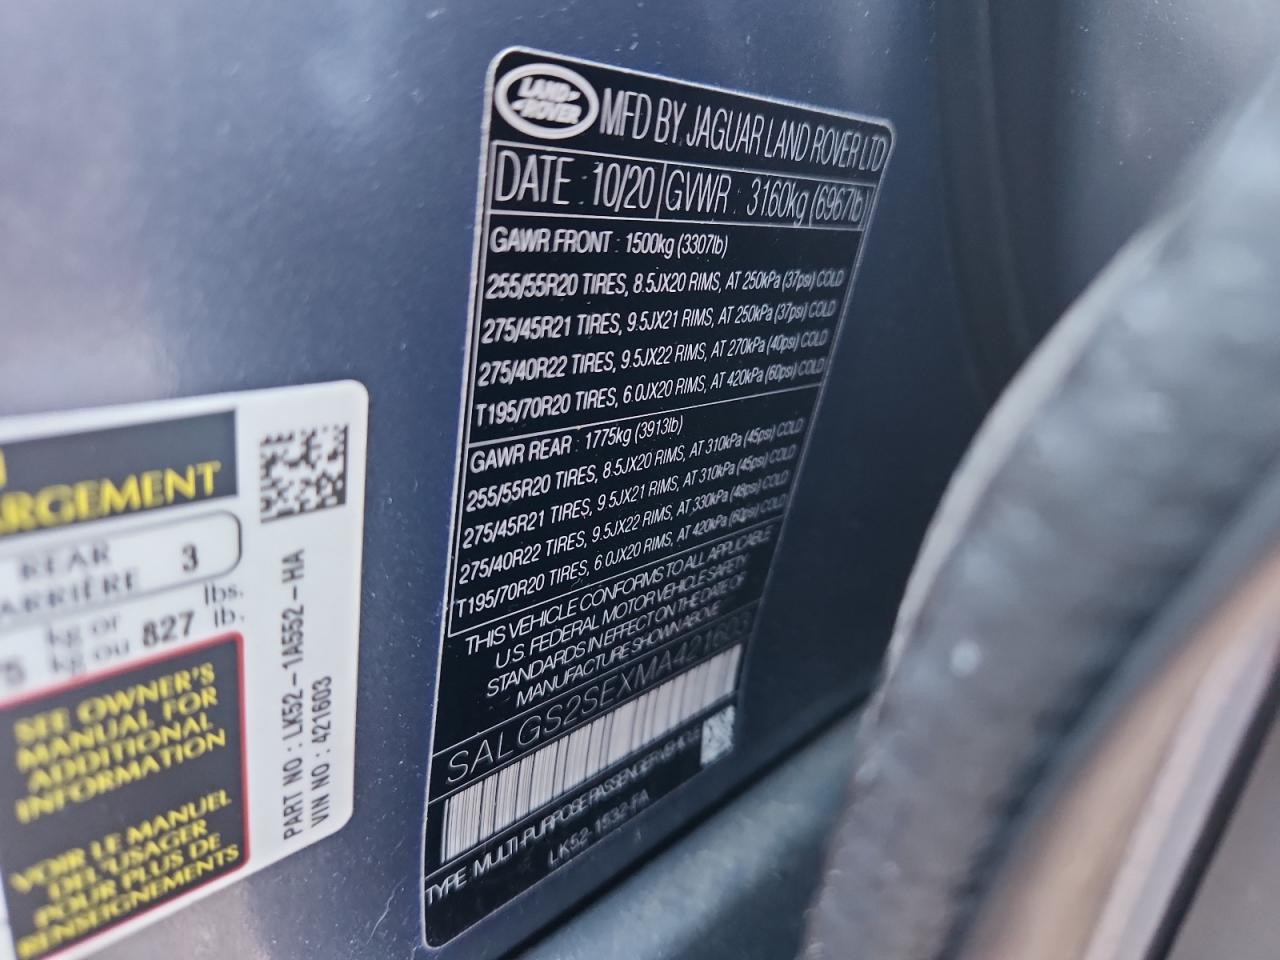 LAND ROVER
MFD BY JAGUAR LAND ROVER LTD
DATE : 10/20 GVWR : 3160kg (6967lb)
GAWR FRONT : 1500kg (3307lb)
255/55R20 TIRES, 8.5JX20 RIMS, AT 250kPa (37psi) COLD
275/45R21 TIRES, 9.5JX21 RIMS, AT 250kPa (37psi) COLD
275/40R22 TIRES, 9.5JX22 RIMS, AT 270kPa (40psi) COLD
T195/70R20 TIRES, 6.0JX20 RIMS, AT 420kPa (60psi) COLD
GAWR REAR : 1775kg (3913lb)
255/55R20 TIRES, 8.5JX20 RIMS, AT 310kPa (45psi) COLD
275/45R21 TIRES, 9.5JX21 RIMS, AT 310kPa (45psi) COLD
275/40R22 TIRES, 9.5JX22 RIMS, AT 330kPa (48psi) COLD
T195/70R20 TIRES, 6.0JX20 RIMS, AT 420kPa (60psi) COLD
THIS VEHICLE CONFORMS TO ALL APPLICABLE
U.S. FEDERAL MOTOR VEHICLE SAFETY
STANDARDS IN EFFECT ON THE DATE OF
MANUFACTURE SHOWN ABOVE
SALGS2SEXMA421603
TYPE : MULTI-PURPOSE PASSENGER VEHICLE
LK52-1532-FA
ARGEMENT
REAR 3
ARRIÈRE
kg or 827 lbs.
kg ou lb.
SEE OWNER'S
MANUAL FOR
ADDITIONAL
INFORMATION
VOIR LE MANUEL
DE L'USAGER
POUR PLUS DE
RENSEIGNEMENTS
PART NO : LK52-1A552-HA
VIN NO : 421603